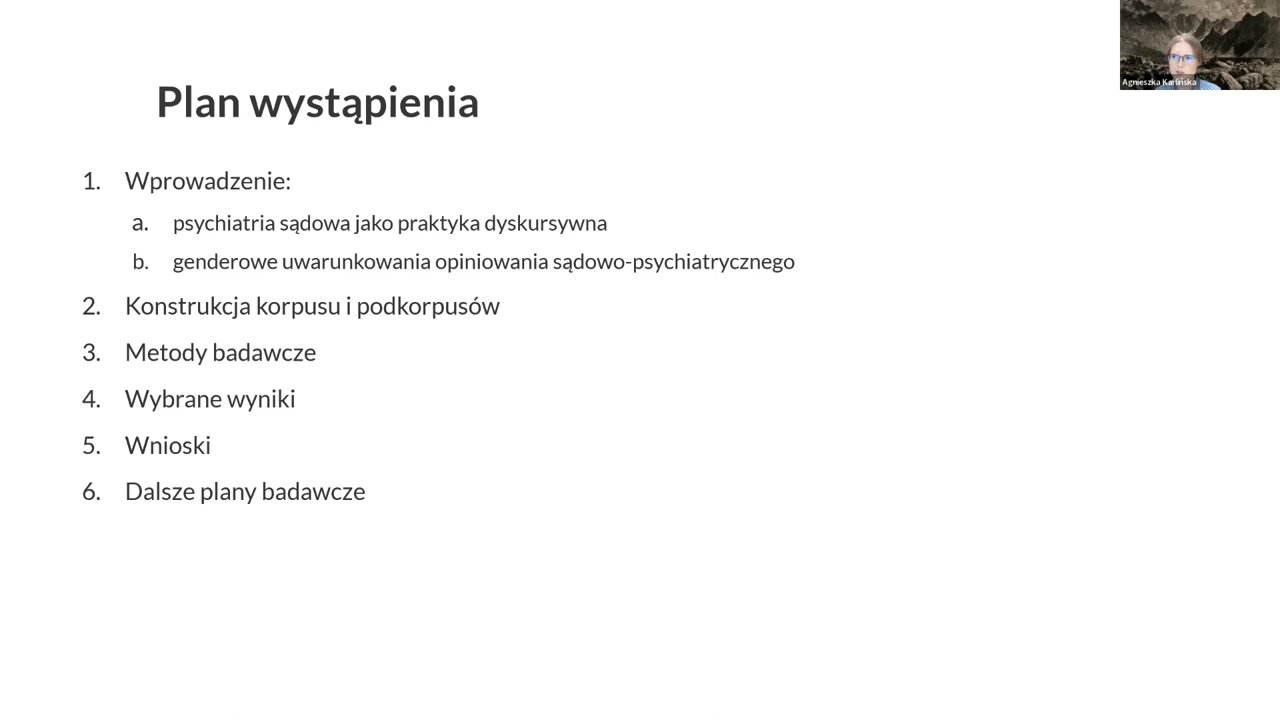 Plan wystąpienia
1. Wprowadzenie:
a. psychiatria sądowa jako praktyka dyskursywna
b. genderowe uwarunkowania opiniowania sądowo-psychiatrycznego
2. Konstrukcja korpusu i podkorpusów
3. Metody badawcze
4. Wybrane wyniki
5. Wnioski
6. Dalsze plany badawcze
Agnieszka Karlińska